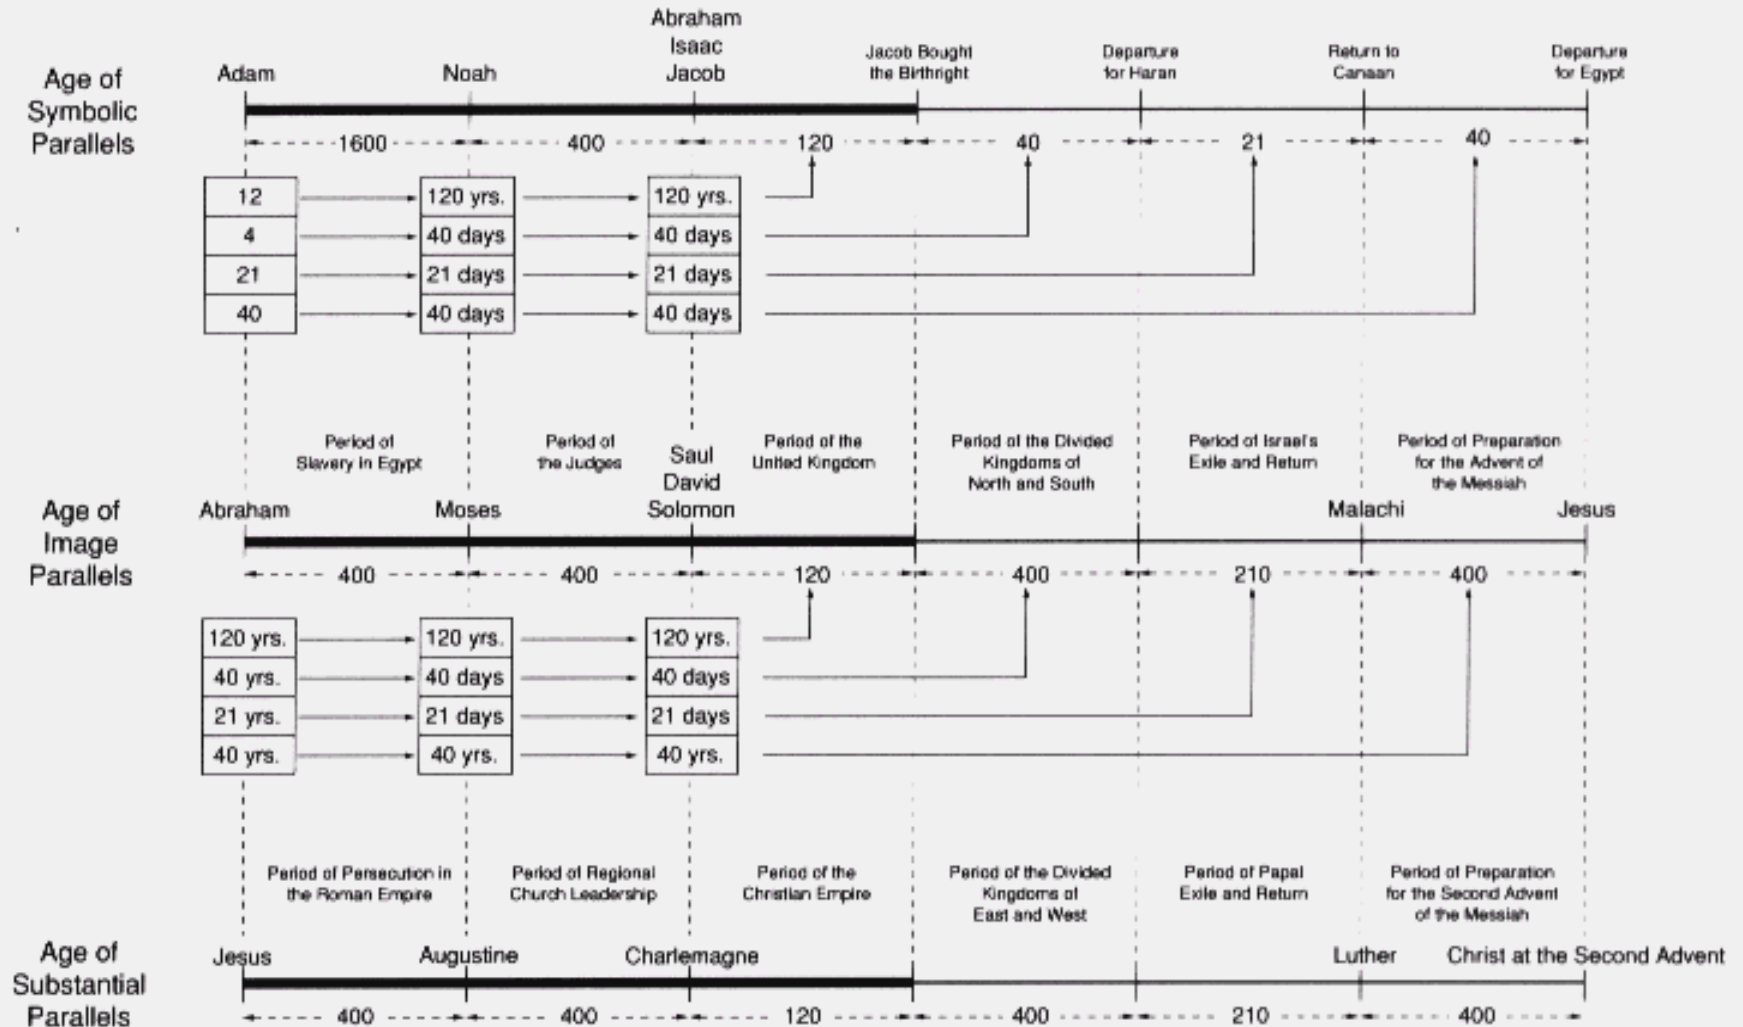 Age of
Symbolic
Parallels
Adam
Noah
Abraham
Isaac
Jacob
Jacob Bought
the Birthright
Departure
for Haran
Return to
Canaan
Departure
for Egypt
1600 400 120 40 21 40
12 120 yrs. 120 yrs.
4 40 days 40 days
21 21 days 21 days
40 40 days 40 days
Period of
Slavery in Egypt
Period of
the Judges
Period of the
United Kingdom
Period of the Divided
Kingdoms of
North and South
Period of Israel's
Exile and Return
Period of Preparation
for the Advent of
the Messiah
Age of
Image
Parallels
Abraham
Moses
Saul
David
Solomon
Malachi
Jesus
400 400 120 400 210 400
120 yrs. 120 yrs. 120 yrs.
40 yrs. 40 days 40 days
21 yrs. 21 days 21 days
40 yrs. 40 yrs. 40 yrs.
Period of Persecution in
the Roman Empire
Period of Regional
Church Leadership
Period of the
Christian Empire
Period of the Divided
Kingdoms of
East and West
Period of Papal
Exile and Return
Period of Preparation
for the Second Advent
of the Messiah
Age of
Substantial
Parallels
Jesus
Augustine
Charlemagne
Luther
Christ at the Second Advent
400 400 120 400 210 400